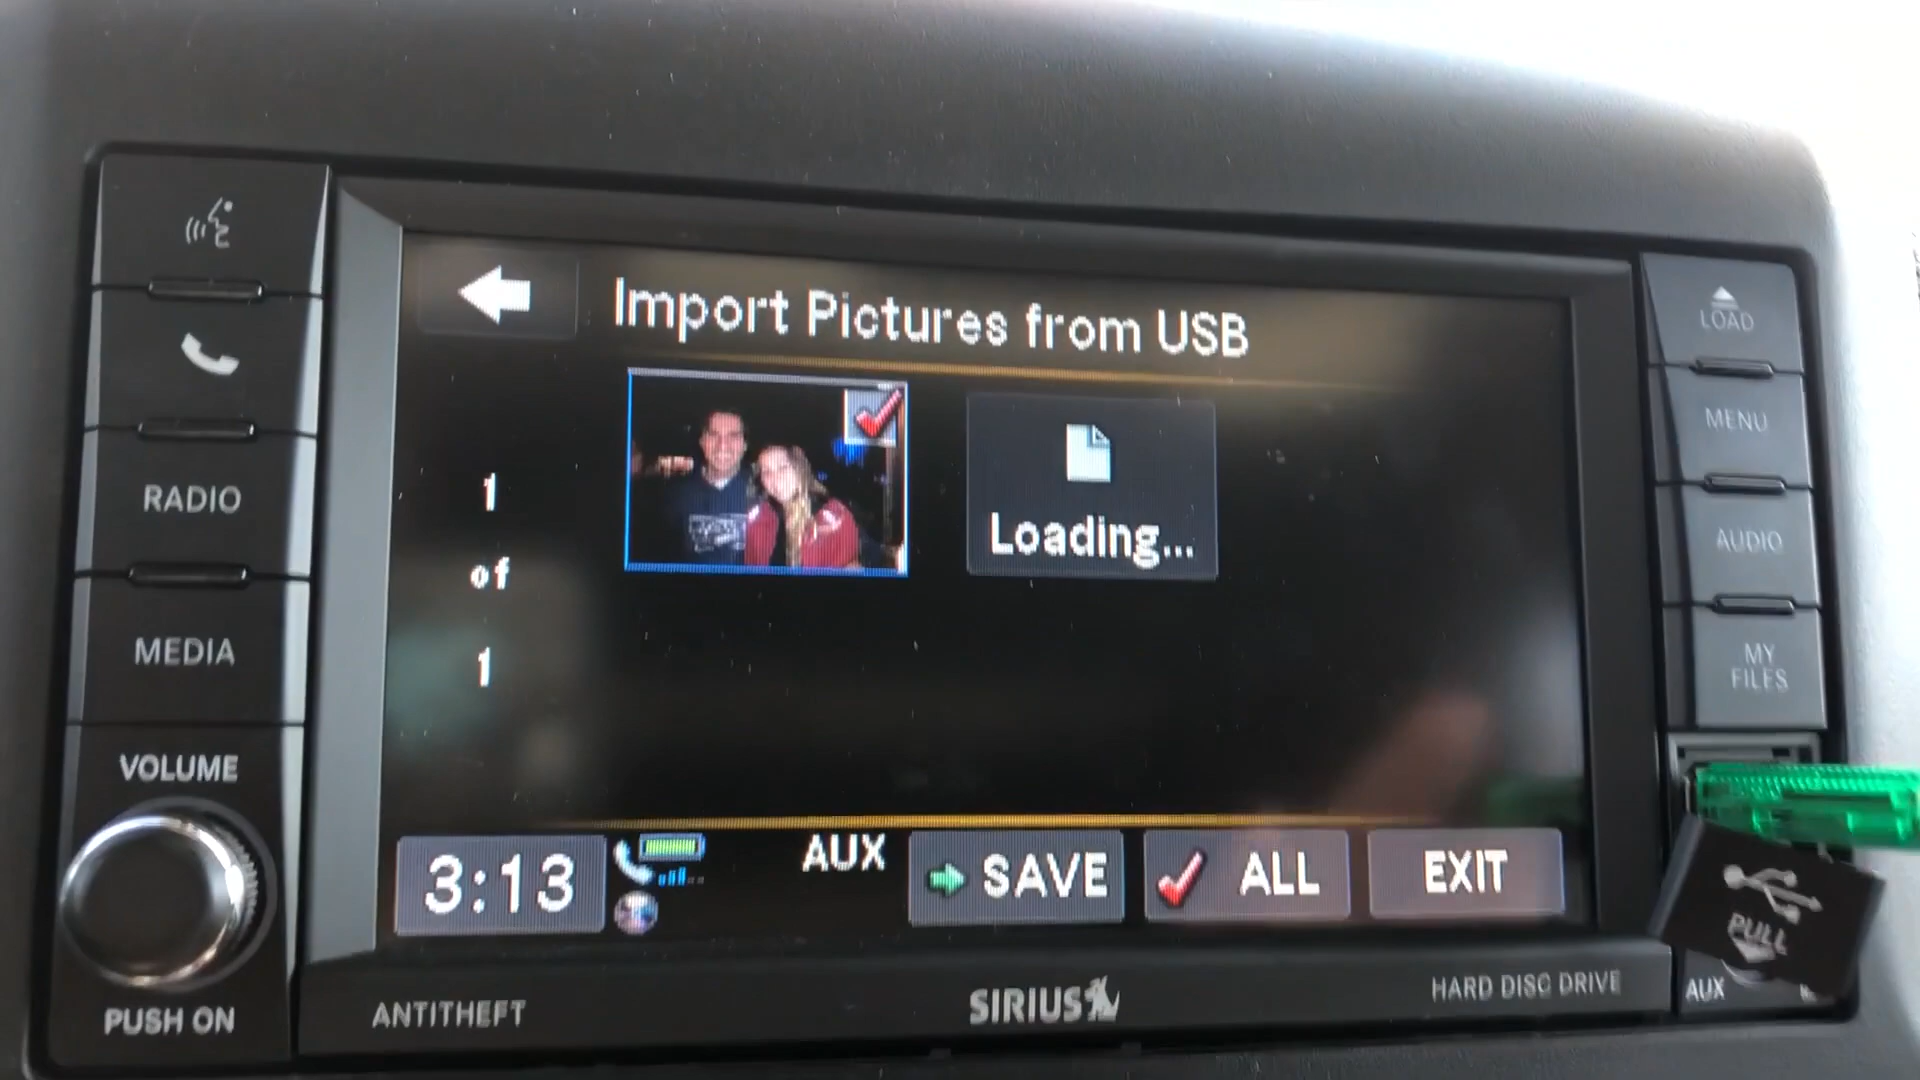 Import Pictures from USB
LOAD
MENU
RADIO
1
of
1
Loading...
AUDIO
MEDIA
MY
FILES
VOLUME
3:13
AUX
SAVE
ALL
EXIT
PULL
PUSH ON
ANTITHEFT
SIRIUS
HARD DISC DRIVE
AUX